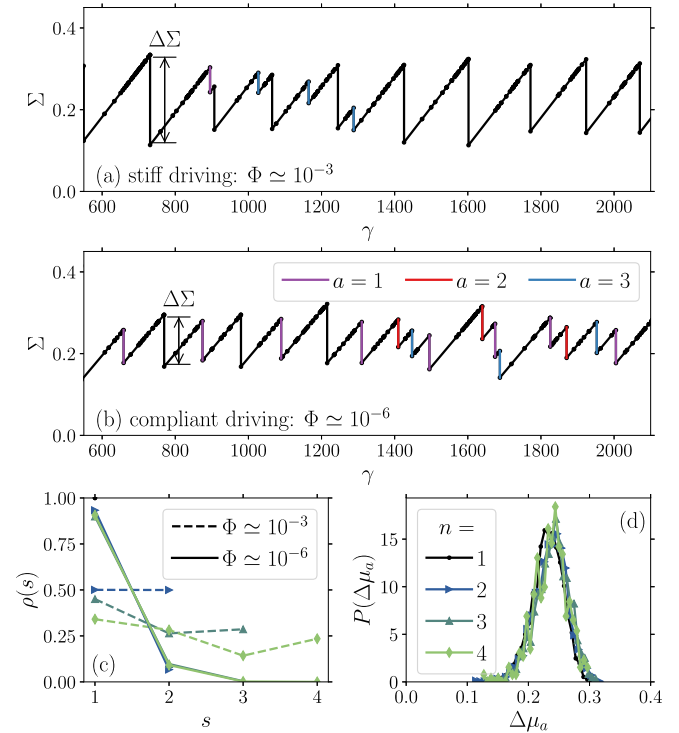 0.4
ΔΣ
Σ
0.2
(a) stiff driving: Φ ≃ 10⁻³
0.0
600 800 1000 1200 1400 1600 1800 2000
γ
0.4
a = 1 a = 2 a = 3
ΔΣ
Σ
0.2
(b) compliant driving: Φ ≃ 10⁻⁶
0.0
600 800 1000 1200 1400 1600 1800 2000
γ
1.00
0.75
0.50
0.25
0.00
ρ(s)
Φ ≃ 10⁻³
Φ ≃ 10⁻⁶
(c)
1 2 3 4
s
15
10
5
0
P(Δμₐ)
n =
1
2
3
4
(d)
0.0 0.1 0.2 0.3 0.4
Δμₐ